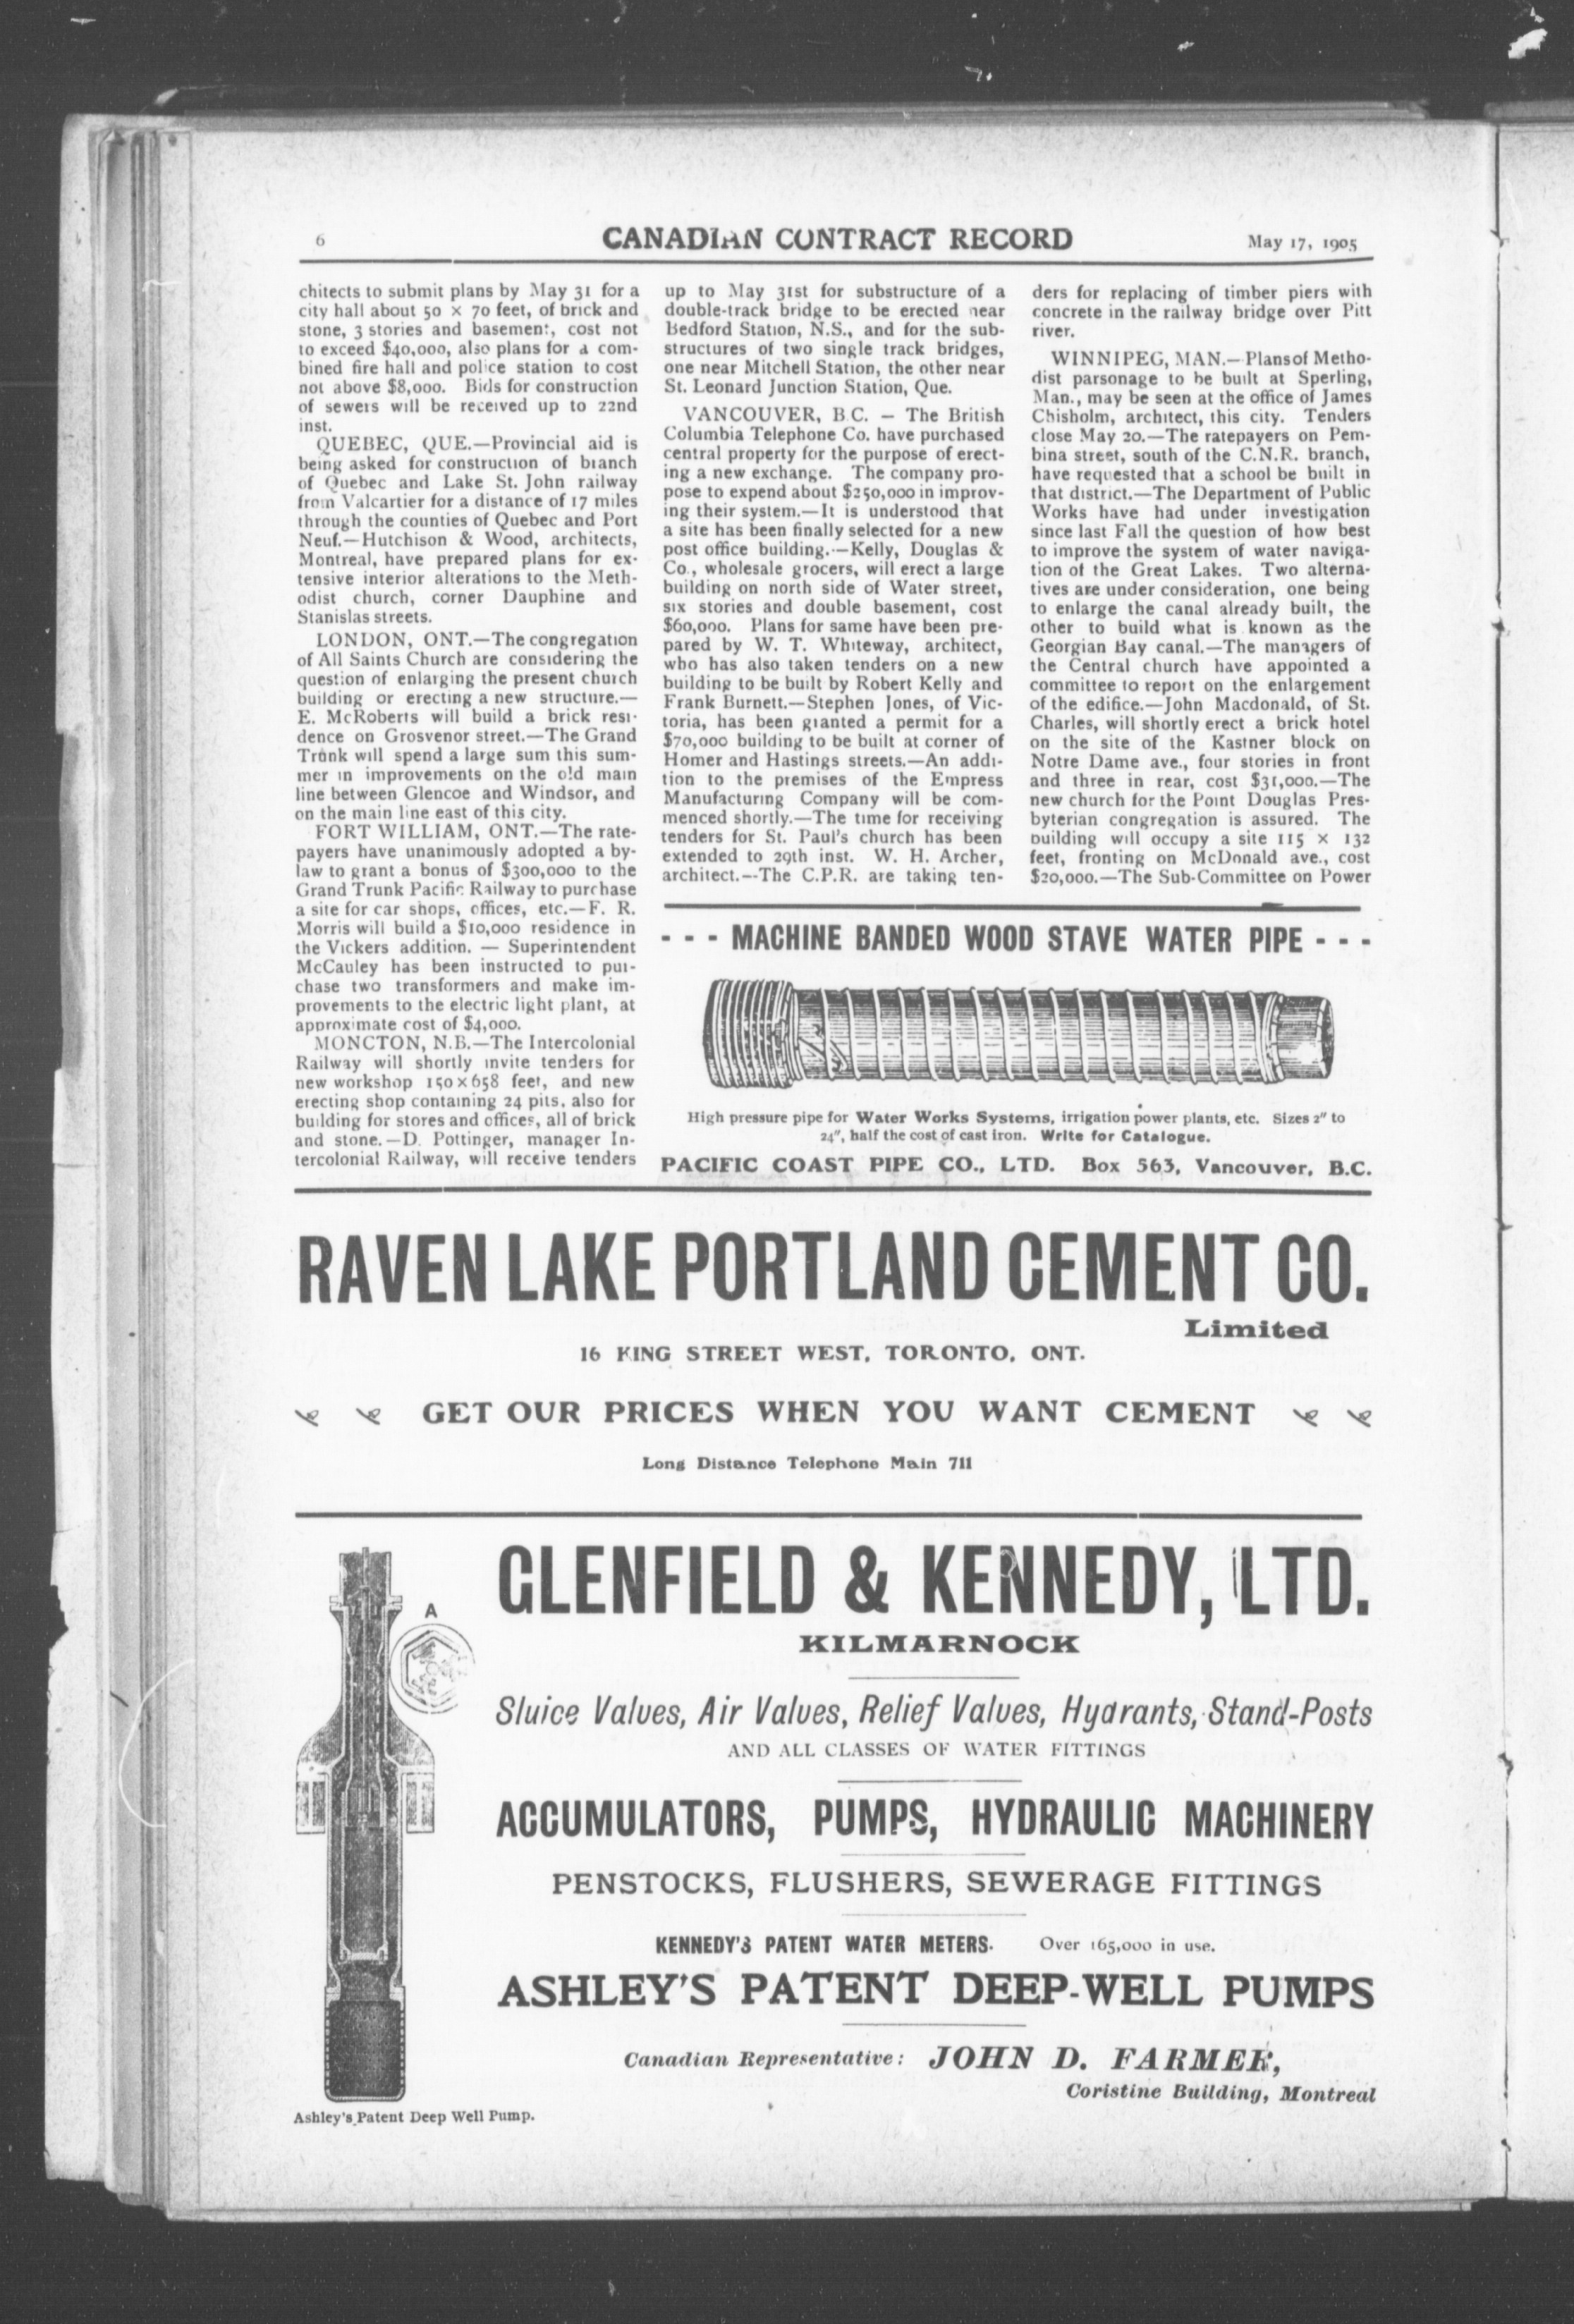 6
CANADIAN CONTRACT RECORD
May 17, 1905
chitects to submit plans by May 31 for a
city hall about 50 × 70 feet, of brick and
stone, 3 stories and basement, cost not
to exceed $40,000, also plans for a com-
bined fire hall and police station to cost
not above $8,000. Bids for construction
of sewers will be received up to 22nd
inst.
QUEBEC, QUE.—Provincial aid is
being asked for construction of branch
of Quebec and Lake St. John railway
from Valcartier for a distance of 17 miles
through the counties of Quebec and Port
Neuf.—Hutchison & Wood, architects,
Montreal, have prepared plans for ex-
tensive interior alterations to the Meth-
odist church, corner Dauphine and
Stanislas streets.
LONDON, ONT.—The congregation
of All Saints Church are considering the
question of enlarging the present church
building or erecting a new structure.—
E. McRoberts will build a brick resi-
dence on Grosvenor street.—The Grand
Trunk will spend a large sum this sum-
mer in improvements on the old main
line between Glencoe and Windsor, and
on the main line east of this city.
FORT WILLIAM, ONT.—The rate-
payers have unanimously adopted a by-
law to grant a bonus of $300,000 to the
Grand Trunk Pacific Railway to purchase
a site for car shops, offices, etc.—F. R.
Morris will build a $10,000 residence in
the Vickers addition. — Superintendent
McCauley has been instructed to pur-
chase two transformers and make im-
provements to the electric light plant, at
approximate cost of $4,000.
MONCTON, N.B.—The Intercolonial
Railway will shortly invite tenders for
new workshop 150×658 feet, and new
erecting shop containing 24 pits, also for
building for stores and offices, all of brick
and stone.—D. Pottinger, manager In-
tercolonial Railway, will receive tenders
up to May 31st for substructure of a
double-track bridge to be erected near
Bedford Station, N.S., and for the sub-
structures of two single track bridges,
one near Mitchell Station, the other near
St. Leonard Junction Station, Que.
VANCOUVER, B.C. — The British
Columbia Telephone Co. have purchased
central property for the purpose of erect-
ing a new exchange. The company pro-
pose to expend about $250,000 in improv-
ing their system.—It is understood that
a site has been finally selected for a new
post office building.—Kelly, Douglas &
Co., wholesale grocers, will erect a large
building on north side of Water street,
six stories and double basement, cost
$60,000. Plans for same have been pre-
pared by W. T. Whiteway, architect,
who has also taken tenders on a new
building to be built by Robert Kelly and
Frank Burnett.—Stephen Jones, of Vic-
toria, has been granted a permit for a
$70,000 building to be built at corner of
Homer and Hastings streets.—An addi-
tion to the premises of the Empress
Manufacturing Company will be com-
menced shortly.—The time for receiving
tenders for St. Paul's church has been
extended to 29th inst. W. H. Archer,
architect.--The C.P.R. are taking ten-
ders for replacing of timber piers with
concrete in the railway bridge over Pitt
river.
WINNIPEG, MAN.—Plans of Metho-
dist parsonage to be built at Sperling,
Man., may be seen at the office of James
Chisholm, architect, this city. Tenders
close May 20.—The ratepayers on Pem-
bina street, south of the C.N.R. branch,
have requested that a school be built in
that district.—The Department of Public
Works have had under investigation
since last Fall the question of how best
to improve the system of water naviga-
tion of the Great Lakes. Two alterna-
tives are under consideration, one being
to enlarge the canal already built, the
other to build what is known as the
Georgian Bay canal.—The managers of
the Central church have appointed a
committee to report on the enlargement
of the edifice.—John Macdonald, of St.
Charles, will shortly erect a brick hotel
on the site of the Kastner block on
Notre Dame ave., four stories in front
and three in rear, cost $31,000.—The
new church for the Point Douglas Pres-
byterian congregation is assured. The
building will occupy a site 115 × 132
feet, fronting on McDonald ave., cost
$20,000.—The Sub-Committee on Power
- - - MACHINE BANDED WOOD STAVE WATER PIPE - - -
High pressure pipe for Water Works Systems, irrigation power plants, etc. Sizes 2" to
24", half the cost of cast iron. Write for Catalogue.
PACIFIC COAST PIPE CO., LTD. Box 563, Vancouver, B.C.
RAVEN LAKE PORTLAND CEMENT CO.
Limited
16 KING STREET WEST, TORONTO, ONT.
GET OUR PRICES WHEN YOU WANT CEMENT
Long Distance Telephone Main 711
GLENFIELD & KENNEDY, LTD.
KILMARNOCK
A
Sluice Valves, Air Valves, Relief Valves, Hydrants, Stand-Posts
AND ALL CLASSES OF WATER FITTINGS
ACCUMULATORS, PUMPS, HYDRAULIC MACHINERY
PENSTOCKS, FLUSHERS, SEWERAGE FITTINGS
KENNEDY'S PATENT WATER METERS. Over 165,000 in use.
ASHLEY'S PATENT DEEP-WELL PUMPS
Canadian Representative: JOHN D. FARMER,
Coristine Building, Montreal
Ashley's Patent Deep Well Pump.